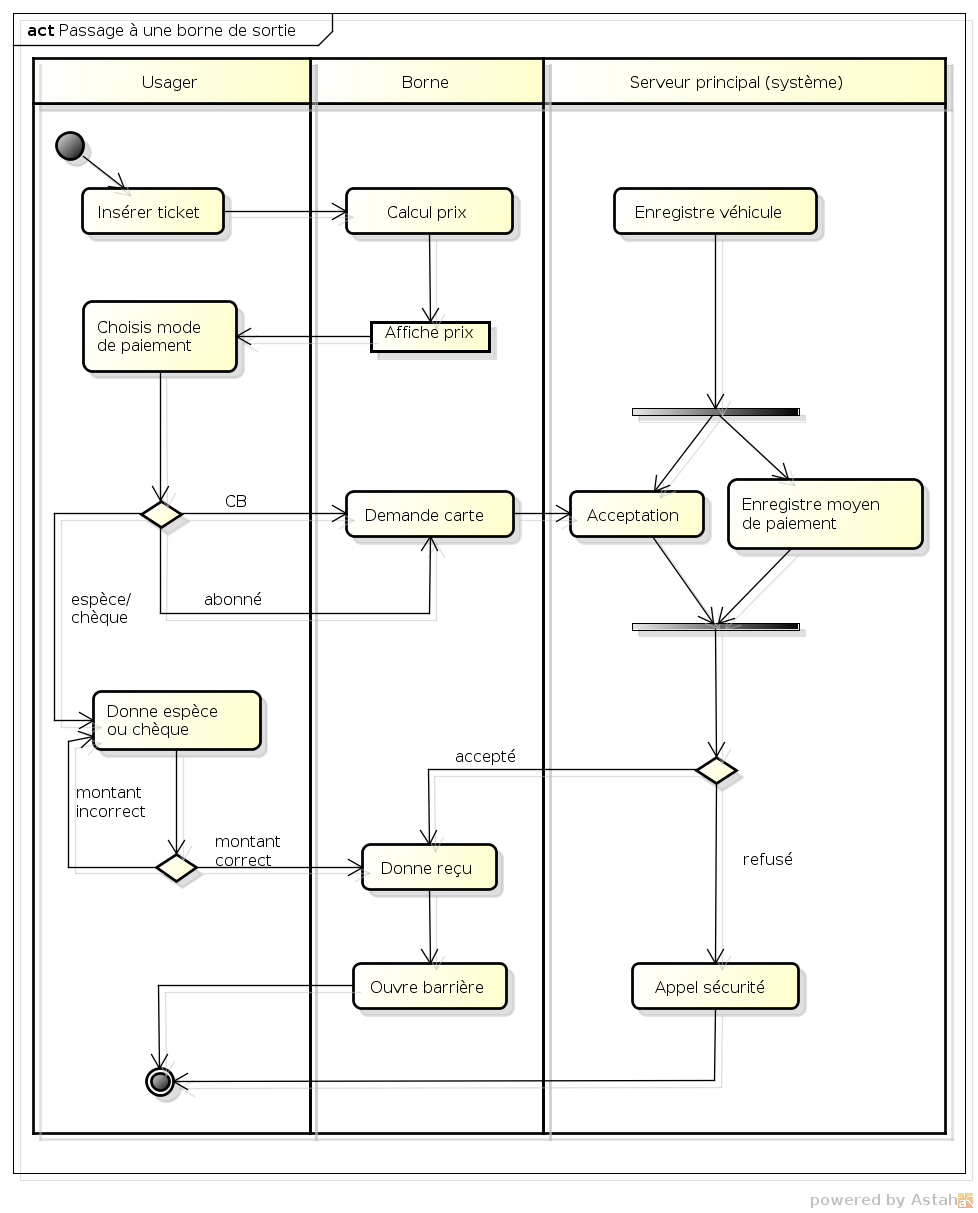 act Passage à une borne de sortie
Usager
Borne
Serveur principal (système)
Insérer ticket
Calcul prix
Enregistre véhicule
Choisis mode
de paiement
Affiche prix
CB
Demande carte
Acceptation
Enregistre moyen
de paiement
espèce/
chèque
abonné
Donne espèce
ou chèque
accepté
montant
incorrect
montant
correct
Donne reçu
refusé
Ouvre barrière
Appel sécurité
powered by Astah